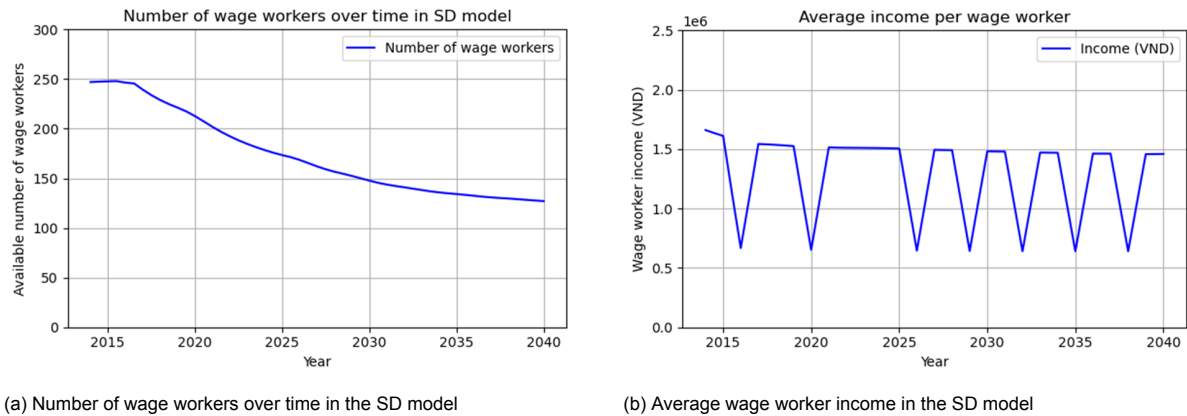 Number of wage workers over time in SD model
Number of wage workers
Available number of wage workers
300
250
200
150
100
50
0
2015 2020 2025 2030 2035 2040
Year
(a) Number of wage workers over time in the SD model
Average income per wage worker
1e6
Income (VND)
Wage worker income (VND)
2.5
2.0
1.5
1.0
0.5
0.0
2015 2020 2025 2030 2035 2040
Year
(b) Average wage worker income in the SD model